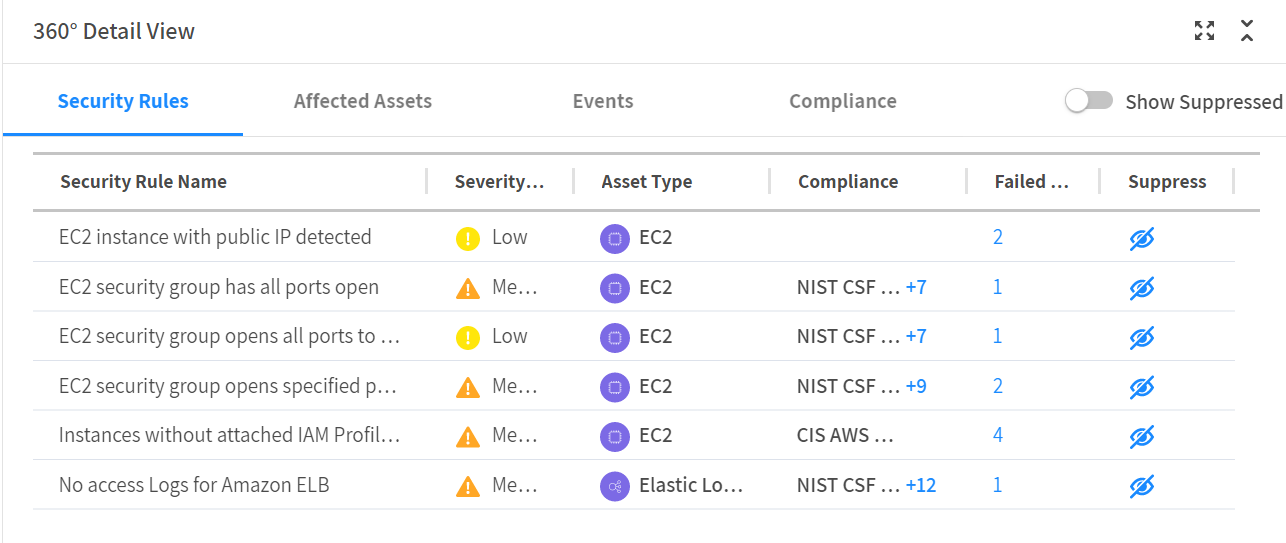 360° Detail View
Security Rules Affected Assets Events Compliance Show Suppressed
Security Rule Name Severity... Asset Type Compliance Failed ... Suppress
EC2 instance with public IP detected Low EC2 2
EC2 security group has all ports open Me... EC2 NIST CSF ... +7 1
EC2 security group opens all ports to ... Low EC2 NIST CSF ... +7 1
EC2 security group opens specified p... Me... EC2 NIST CSF ... +9 2
Instances without attached IAM Profil... Me... EC2 CIS AWS ... 4
No access Logs for Amazon ELB Me... Elastic Lo... NIST CSF ... +12 1